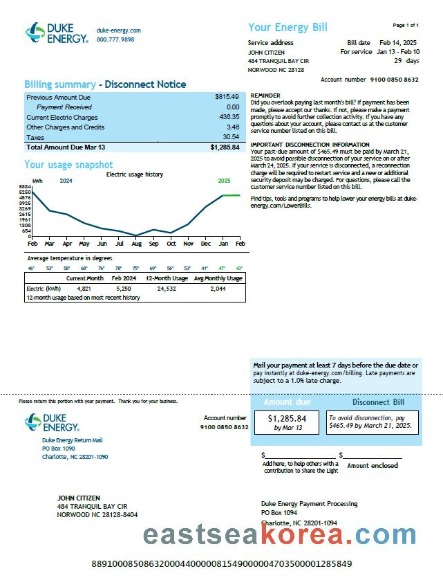 DUKE ENERGY®
duke-energy.com
800.777.9898
Your Energy Bill
Page 1 of 1
Service address
JOHN CITIZEN
484 TRANQUIL BAY CIR
NORWOOD NC 28128
Bill date Feb 14, 2025
For service Jan 13 - Feb 10
29 days
Account number 9100 0850 8632
Billing summary - Disconnect Notice
Previous Amount Due $815.49
Payment Received 0.00
Current Electric Charges 436.35
Other Charges and Credits 3.46
Taxes 30.54
Total Amount Due Mar 13 $1,285.84
REMINDER
Did you overlook paying last month's bill? If payment has been
made, please accept our thanks. If not, please make the payment
promptly to avoid further collection activity. If you have any
questions about your account, please contact us at the customer
service number listed on this bill.
IMPORTANT DISCONNECTION INFORMATION
Your past-due amount of $465.49 must be paid by March 21,
2025 to avoid possible disconnection of your service on or after
March 24, 2025. If your service is disconnected, a reconnection
charge will be required to restart service and a new or additional
security deposit may be charged. For questions, please call the
customer service number listed on this bill.
Find tips, tools and programs to help lower your energy bills at duke-
energy.com/LowerBills.
Your usage snapshot
Electric usage history
kWh 2024 2025
Feb Mar Apr May Jun Jul Aug Sep Oct Nov Dec Jan Feb
Average temperature in degrees
Current Month Feb 2024 12-Month Usage Avg Monthly Usage
Electric (kWh) 4,821 5,250 24,532 2,044
12-month usage based on most recent history
Mail your payment at least 7 days before the due date or
pay instantly at duke-energy.com/billing. Late payments are
subject to a 1.0% late charge.
Please return this portion with your payment. Thank you for your business.
DUKE ENERGY®
Duke Energy Return Mail
PO Box 1090
Charlotte, NC 28201-1090
Account number
9100 0850 8632
Amount due
$1,285.84
by Mar 13
Disconnect Bill
To avoid disconnection, pay
$465.49 by March 21, 2025.
$
$
Add here, to help others with a
contribution to Share the Light
Amount enclosed
JOHN CITIZEN
484 TRANQUIL BAY CIR
NORWOOD NC 28128-8404
Duke Energy Payment Processing
PO Box 1094
Charlotte, NC 28201-1094
eastseakorea.com